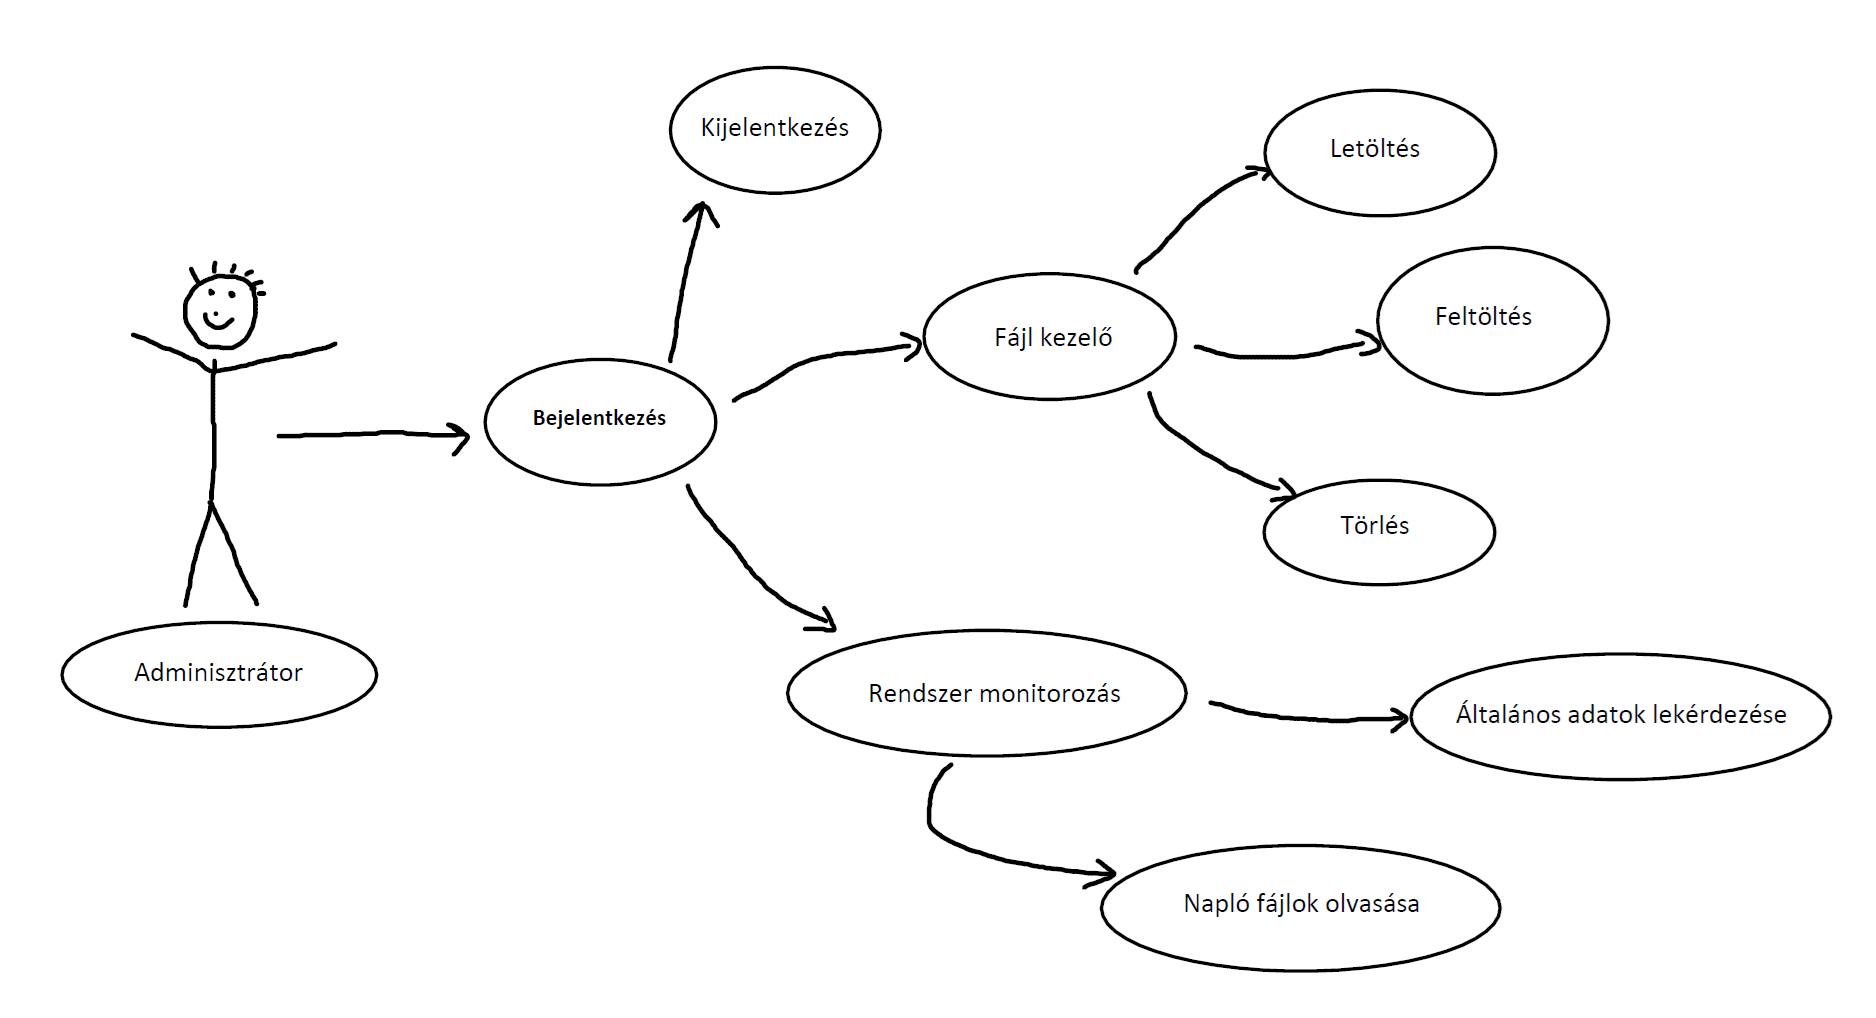 Kijelentkezés
Letöltés
Feltöltés
Fájl kezelő
Bejelentkezés
Törlés
Adminisztrátor
Rendszer monitorozás
Általános adatok lekérdezése
Napló fájlok olvasása